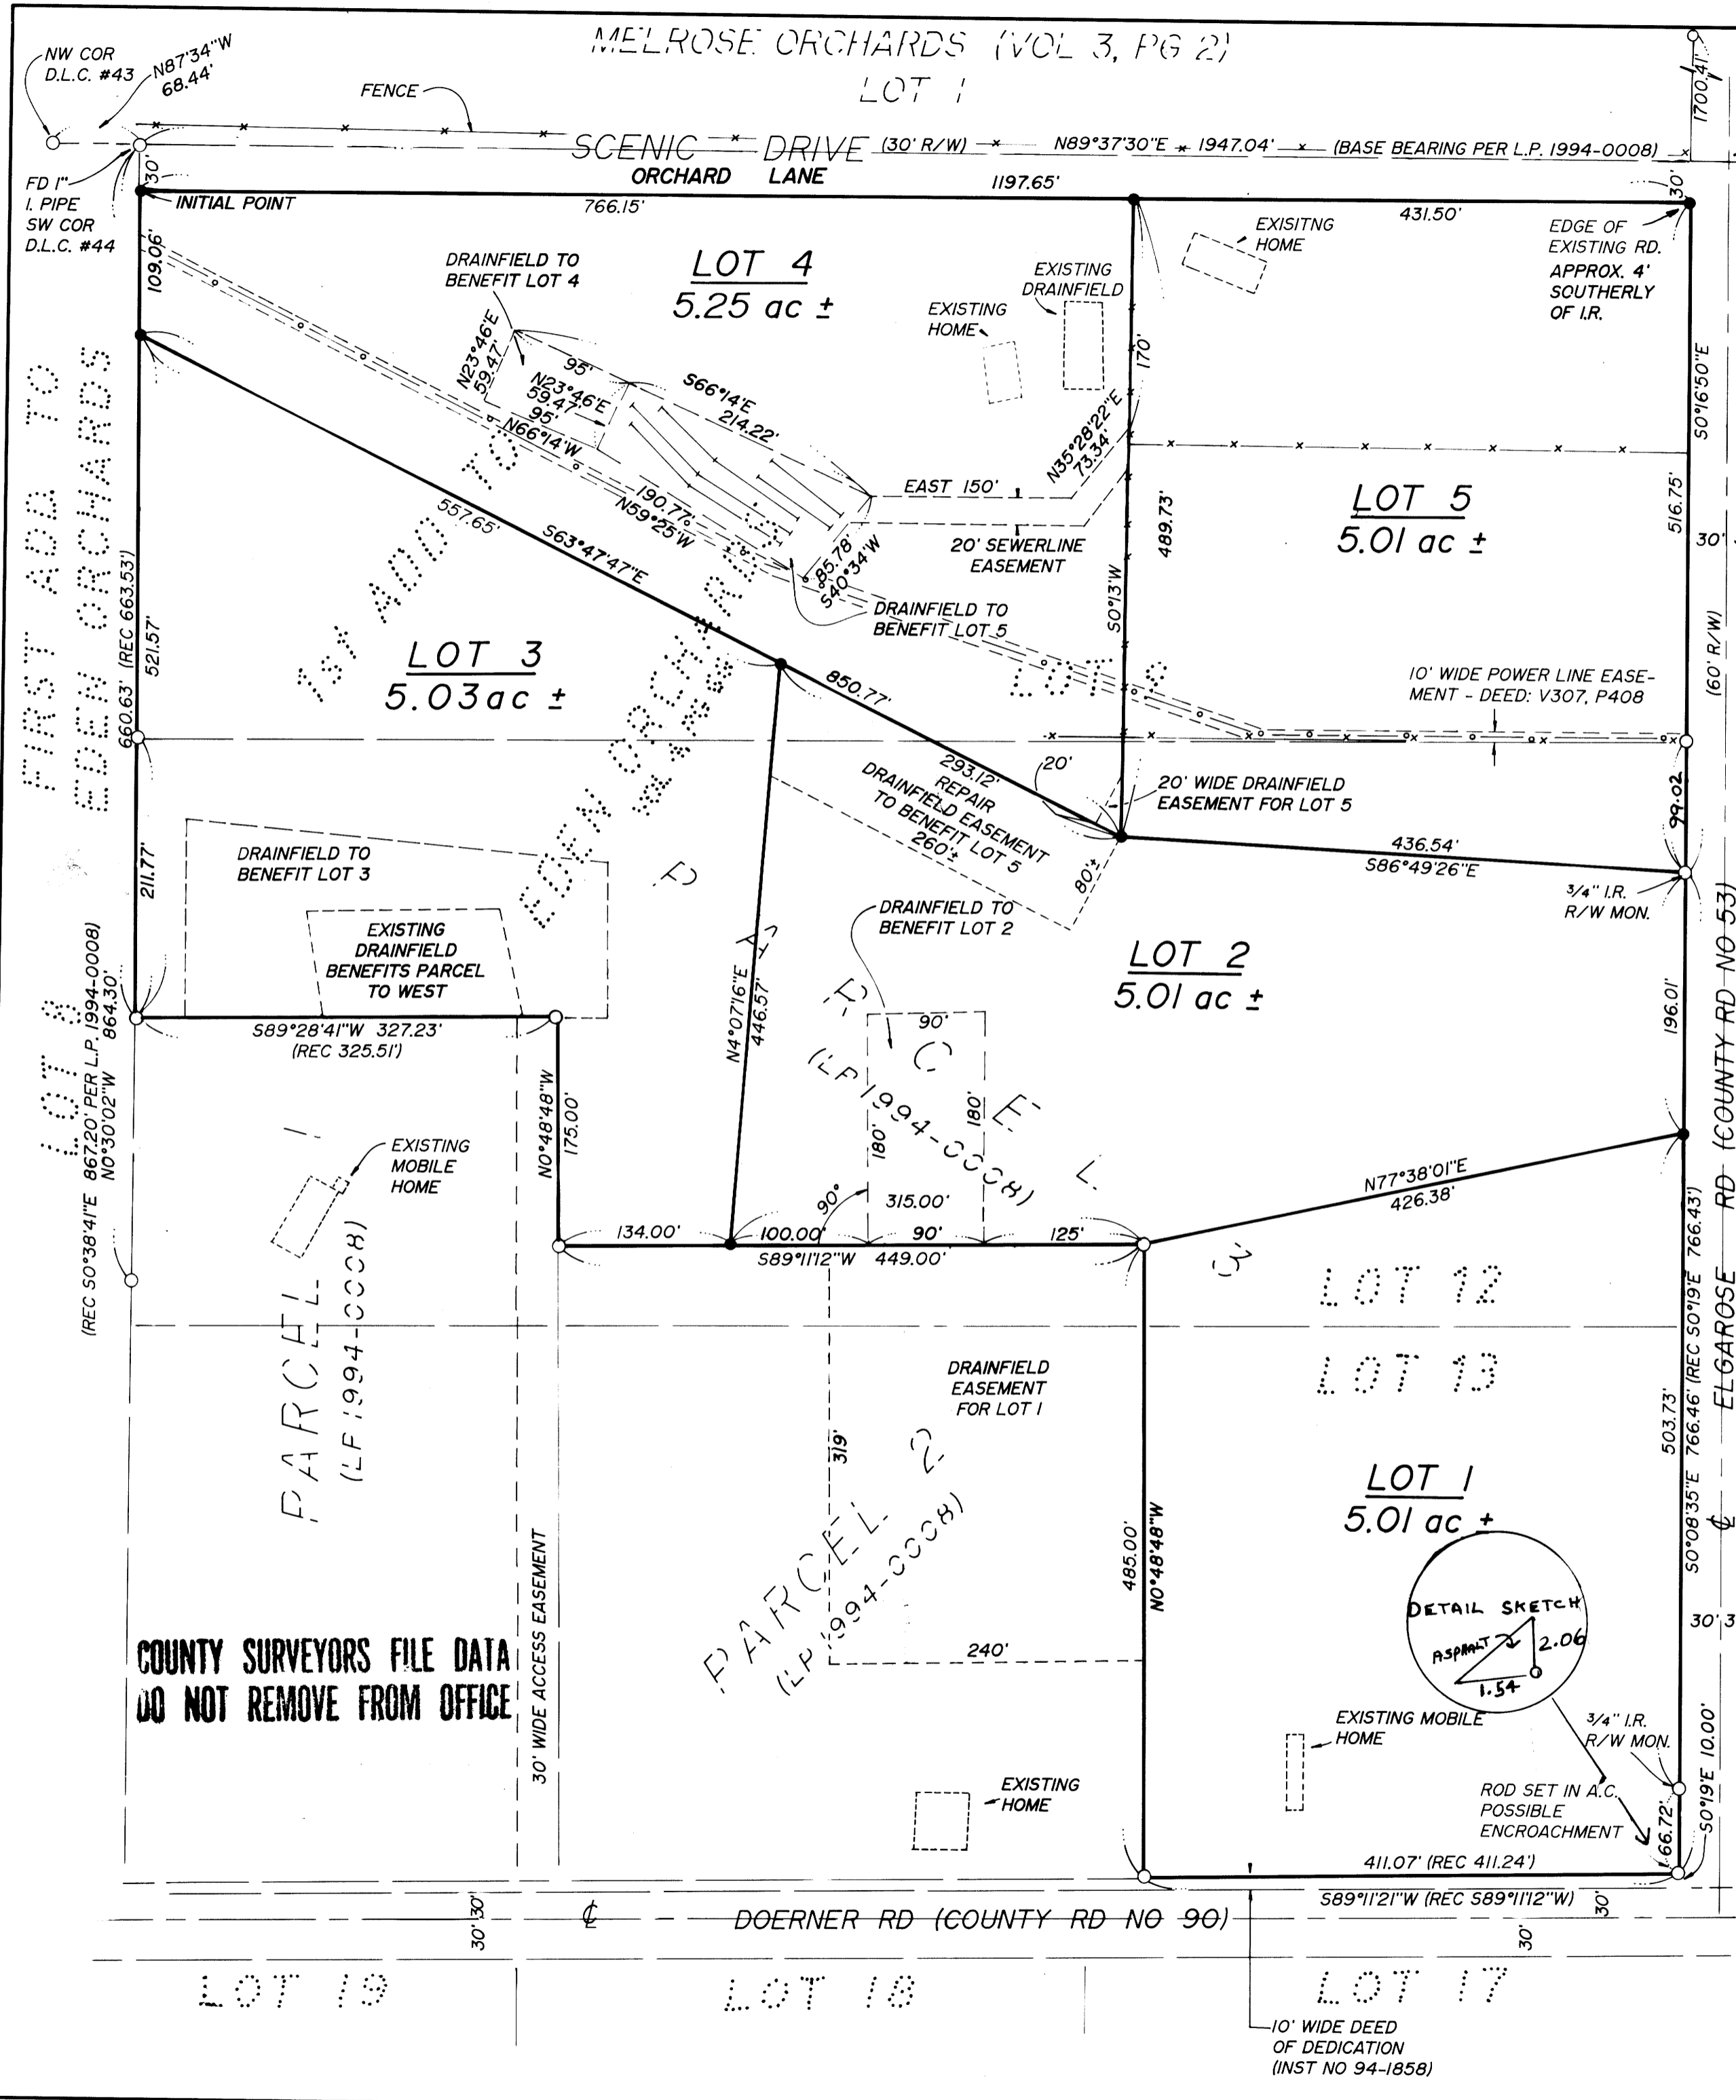 MELROSE ORCHARDS (VOL 3, PG 2)
LOT 1
NW COR
D.L.C. #43
N87°34"W
68.44'
FENCE
SCENIC DRIVE (30' R/W) N89°37'30"E 1947.04' (BASE BEARING PER L.P. 1994-0008)
1700.41'
ORCHARD LANE
1197.65'
30'
30'
FD 1"
I. PIPE
SW COR
D.L.C. #44
INITIAL POINT
766.15'
431.50'
109.06'
DRAINFIELD TO
BENEFIT LOT 4
LOT 4
5.25 ac ±
EXISTING
DRAINFIELD
EXISTING
HOME
EXISITNG
HOME
EDGE OF
EXISTING RD.
APPROX. 4'
SOUTHERLY
OF I.R.
N23°46'E
59.47'
95'
N23°46'E
59.47'
95'
N66°14'W
S66°14'E
214.22'
170'
S0°16'50"E
N35°28'22"E
73.34'
EAST 150'
20' SEWERLINE
EASEMENT
489.73'
S0°13'W
LOT 5
5.01 ac ±
516.75'
30'
190.77'
N59°25'W
85.78'
S40°34'W
DRAINFIELD TO
BENEFIT LOT 5
557.65'
S63°47'47"E
FIRST ADD TO
EDEN ORCHARDS
LOT 8
660.63' (REC 663.53')
521.57'
1st ADD TO
EDEN ORCHARDS
LOT 3
5.03ac ±
850.77'
10' WIDE POWER LINE EASE-
MENT - DEED: V307, P408
(60' R/W)
293.12'
20'
REPAIR
DRAINFIELD EASEMENT
TO BENEFIT LOT 5
260'±
80'±
20' WIDE DRAINFIELD
EASEMENT FOR LOT 5
99.02
436.54'
S86°49'26"E
3/4" I.R.
R/W MON.
211.77'
DRAINFIELD TO
BENEFIT LOT 3
EXISTING
DRAINFIELD
BENEFITS PARCEL
TO WEST
DRAINFIELD TO
BENEFIT LOT 2
LOT 2
5.01 ac ±
196.01'
(REC S0°38'41"E 867.20' PER L.P. 1994-0008)
N0°30'02"W 864.30'
S89°28'41"W 327.23'
(REC 325.51')
N4°07'16"E
446.57'
PARCEL 3
(LP 1994-0008)
90'
180'
180'
N0°48'48"W
175.00'
EXISTING
MOBILE
HOME
90°
315.00'
N77°38'01"E
426.38'
134.00'
100.00'
90'
125'
S89°11'12"W 449.00'
PARCEL 1
(LP 1994-0008)
LOT 12
LOT 13
DRAINFIELD
EASEMENT
FOR LOT 1
319'
PARCEL 2
(LP 1994-0008)
240'
485.00'
N0°48'48"W
LOT 1
5.01 ac ±
503.73'
S0°08'35"E 766.46' (REC S0°19'E 766.43')
ELGAROSE RD (COUNTY RD NO 53)
DETAIL SKETCH
ASPHALT
2.06
1.54
30'
COUNTY SURVEYORS FILE DATA
DO NOT REMOVE FROM OFFICE
30' WIDE ACCESS EASEMENT
EXISTING
HOME
EXISTING MOBILE
HOME
3/4" I.R.
R/W MON.
ROD SET IN A.C.
POSSIBLE
ENCROACHMENT
66.72'
S0°19'E 10.00'
411.07' (REC 411.24')
S89°11'21"W (REC S89°11'12"W)
30'
30'
30'
30'
℄ DOERNER RD (COUNTY RD NO 90)
LOT 19
LOT 18
LOT 17
10' WIDE DEED
OF DEDICATION
(INST NO 94-1858)